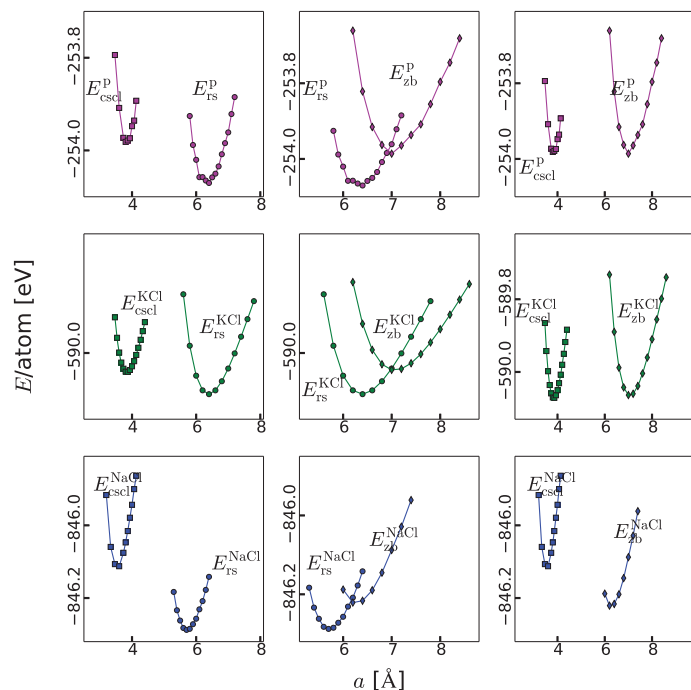 −253.8
−254.0
E^p_cscl
E^p_rs
4 6 8
−253.8
−254.0
E^p_rs
E^p_zb
6 7 8
−253.8
−254.0
E^p_zb
E^p_cscl
4 6 8
E/atom [eV]
−590.0
E^KCl_cscl
E^KCl_rs
4 6 8
−590.0
E^KCl_zb
E^KCl_rs
6 7 8
−589.8
−590.0
E^KCl_cscl
E^KCl_zb
4 6 8
−846.0
−846.2
E^NaCl_cscl
E^NaCl_rs
4 6 8
−846.0
−846.2
E^NaCl_zb
E^NaCl_rs
6 7 8
−846.0
−846.2
E^NaCl_cscl
E^NaCl_zb
4 6 8
a [Å]